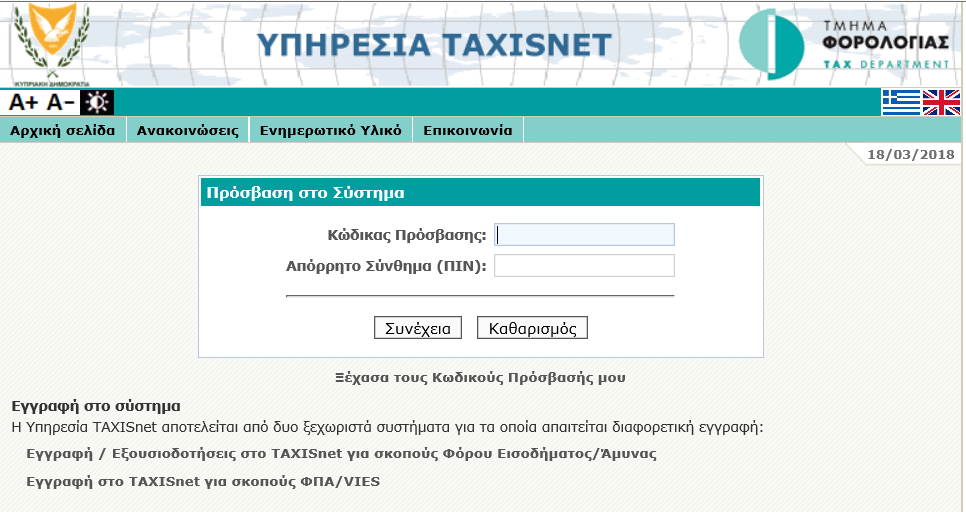 ΥΠΗΡΕΣΙΑ TAXISNET
ΤΜΗΜΑ
ΦΟΡΟΛΟΓΙΑΣ
TAX DEPARTMENT
ΚΥΠΡΙΑΚΗ ΔΗΜΟΚΡΑΤΙΑ
A+ A-
Αρχική σελίδα Ανακοινώσεις Ενημερωτικό Υλικό Επικοινωνία
18/03/2018
Πρόσβαση στο Σύστημα
Κώδικας Πρόσβασης:
Απόρρητο Σύνθημα (ΠΙΝ):
Συνέχεια Καθαρισμός
Ξέχασα τους Κωδικούς Πρόσβασής μου
Εγγραφή στο σύστημα
Η Υπηρεσία TAXISnet αποτελείται από δυο ξεχωριστά συστήματα για τα οποία απαιτείται διαφορετική εγγραφή:
Εγγραφή / Εξουσιοδοτήσεις στο TAXISnet για σκοπούς Φόρου Εισοδήματος/Άμυνας
Εγγραφή στο TAXISnet για σκοπούς ΦΠΑ/VIES